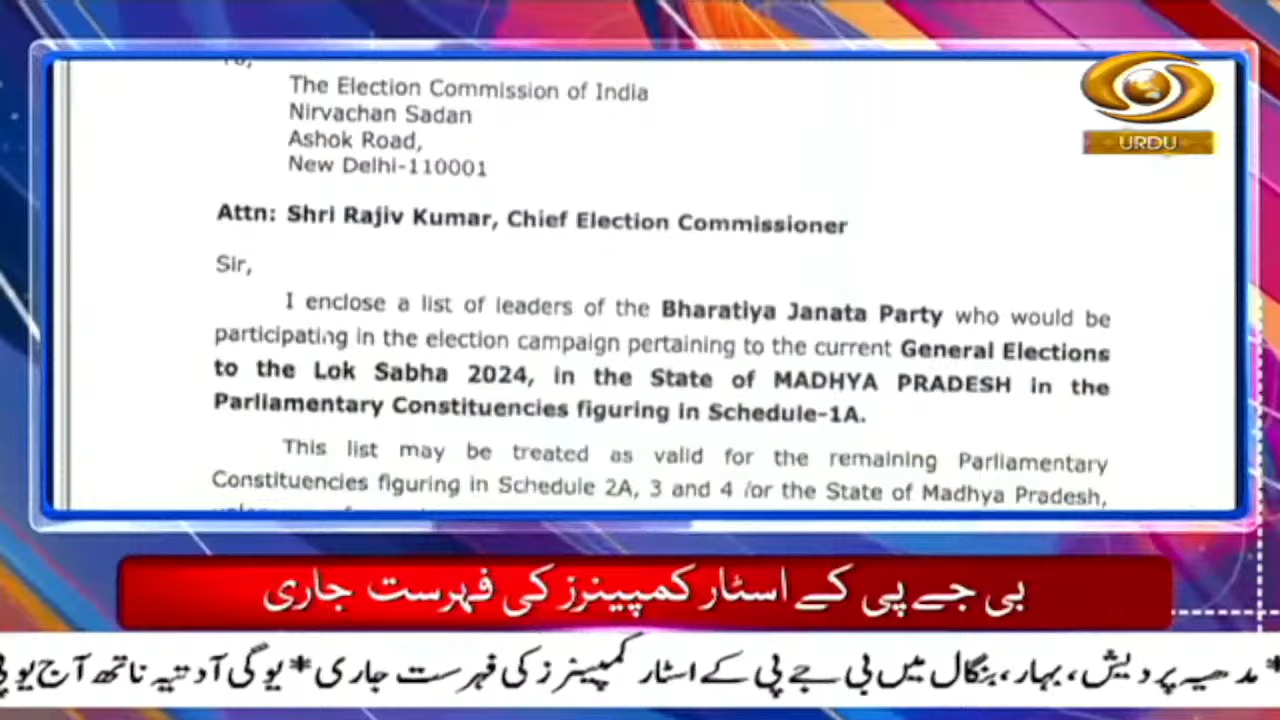 To,
The Election Commission of India
Nirvachan Sadan
Ashok Road,
New Delhi-110001
URDU
Attn: Shri Rajiv Kumar, Chief Election Commissioner
Sir,
I enclose a list of leaders of the Bharatiya Janata Party who would be
participating in the election campaign pertaining to the current General Elections
to the Lok Sabha 2024, in the State of MADHYA PRADESH in the
Parliamentary Constituencies figuring in Schedule-1A.
This list may be treated as valid for the remaining Parliamentary
Constituencies figuring in Schedule 2A, 3 and 4 for the State of Madhya Pradesh,
بی جے پی کے اسٹار کمپینرز کی فہرست جاری
* مدھیہ پردیش، بہار، بنگال میں بی جے پی کے اسٹار کمپینرز کی فہرست جاری * یوگی آدتیہ ناتھ آج یوپی